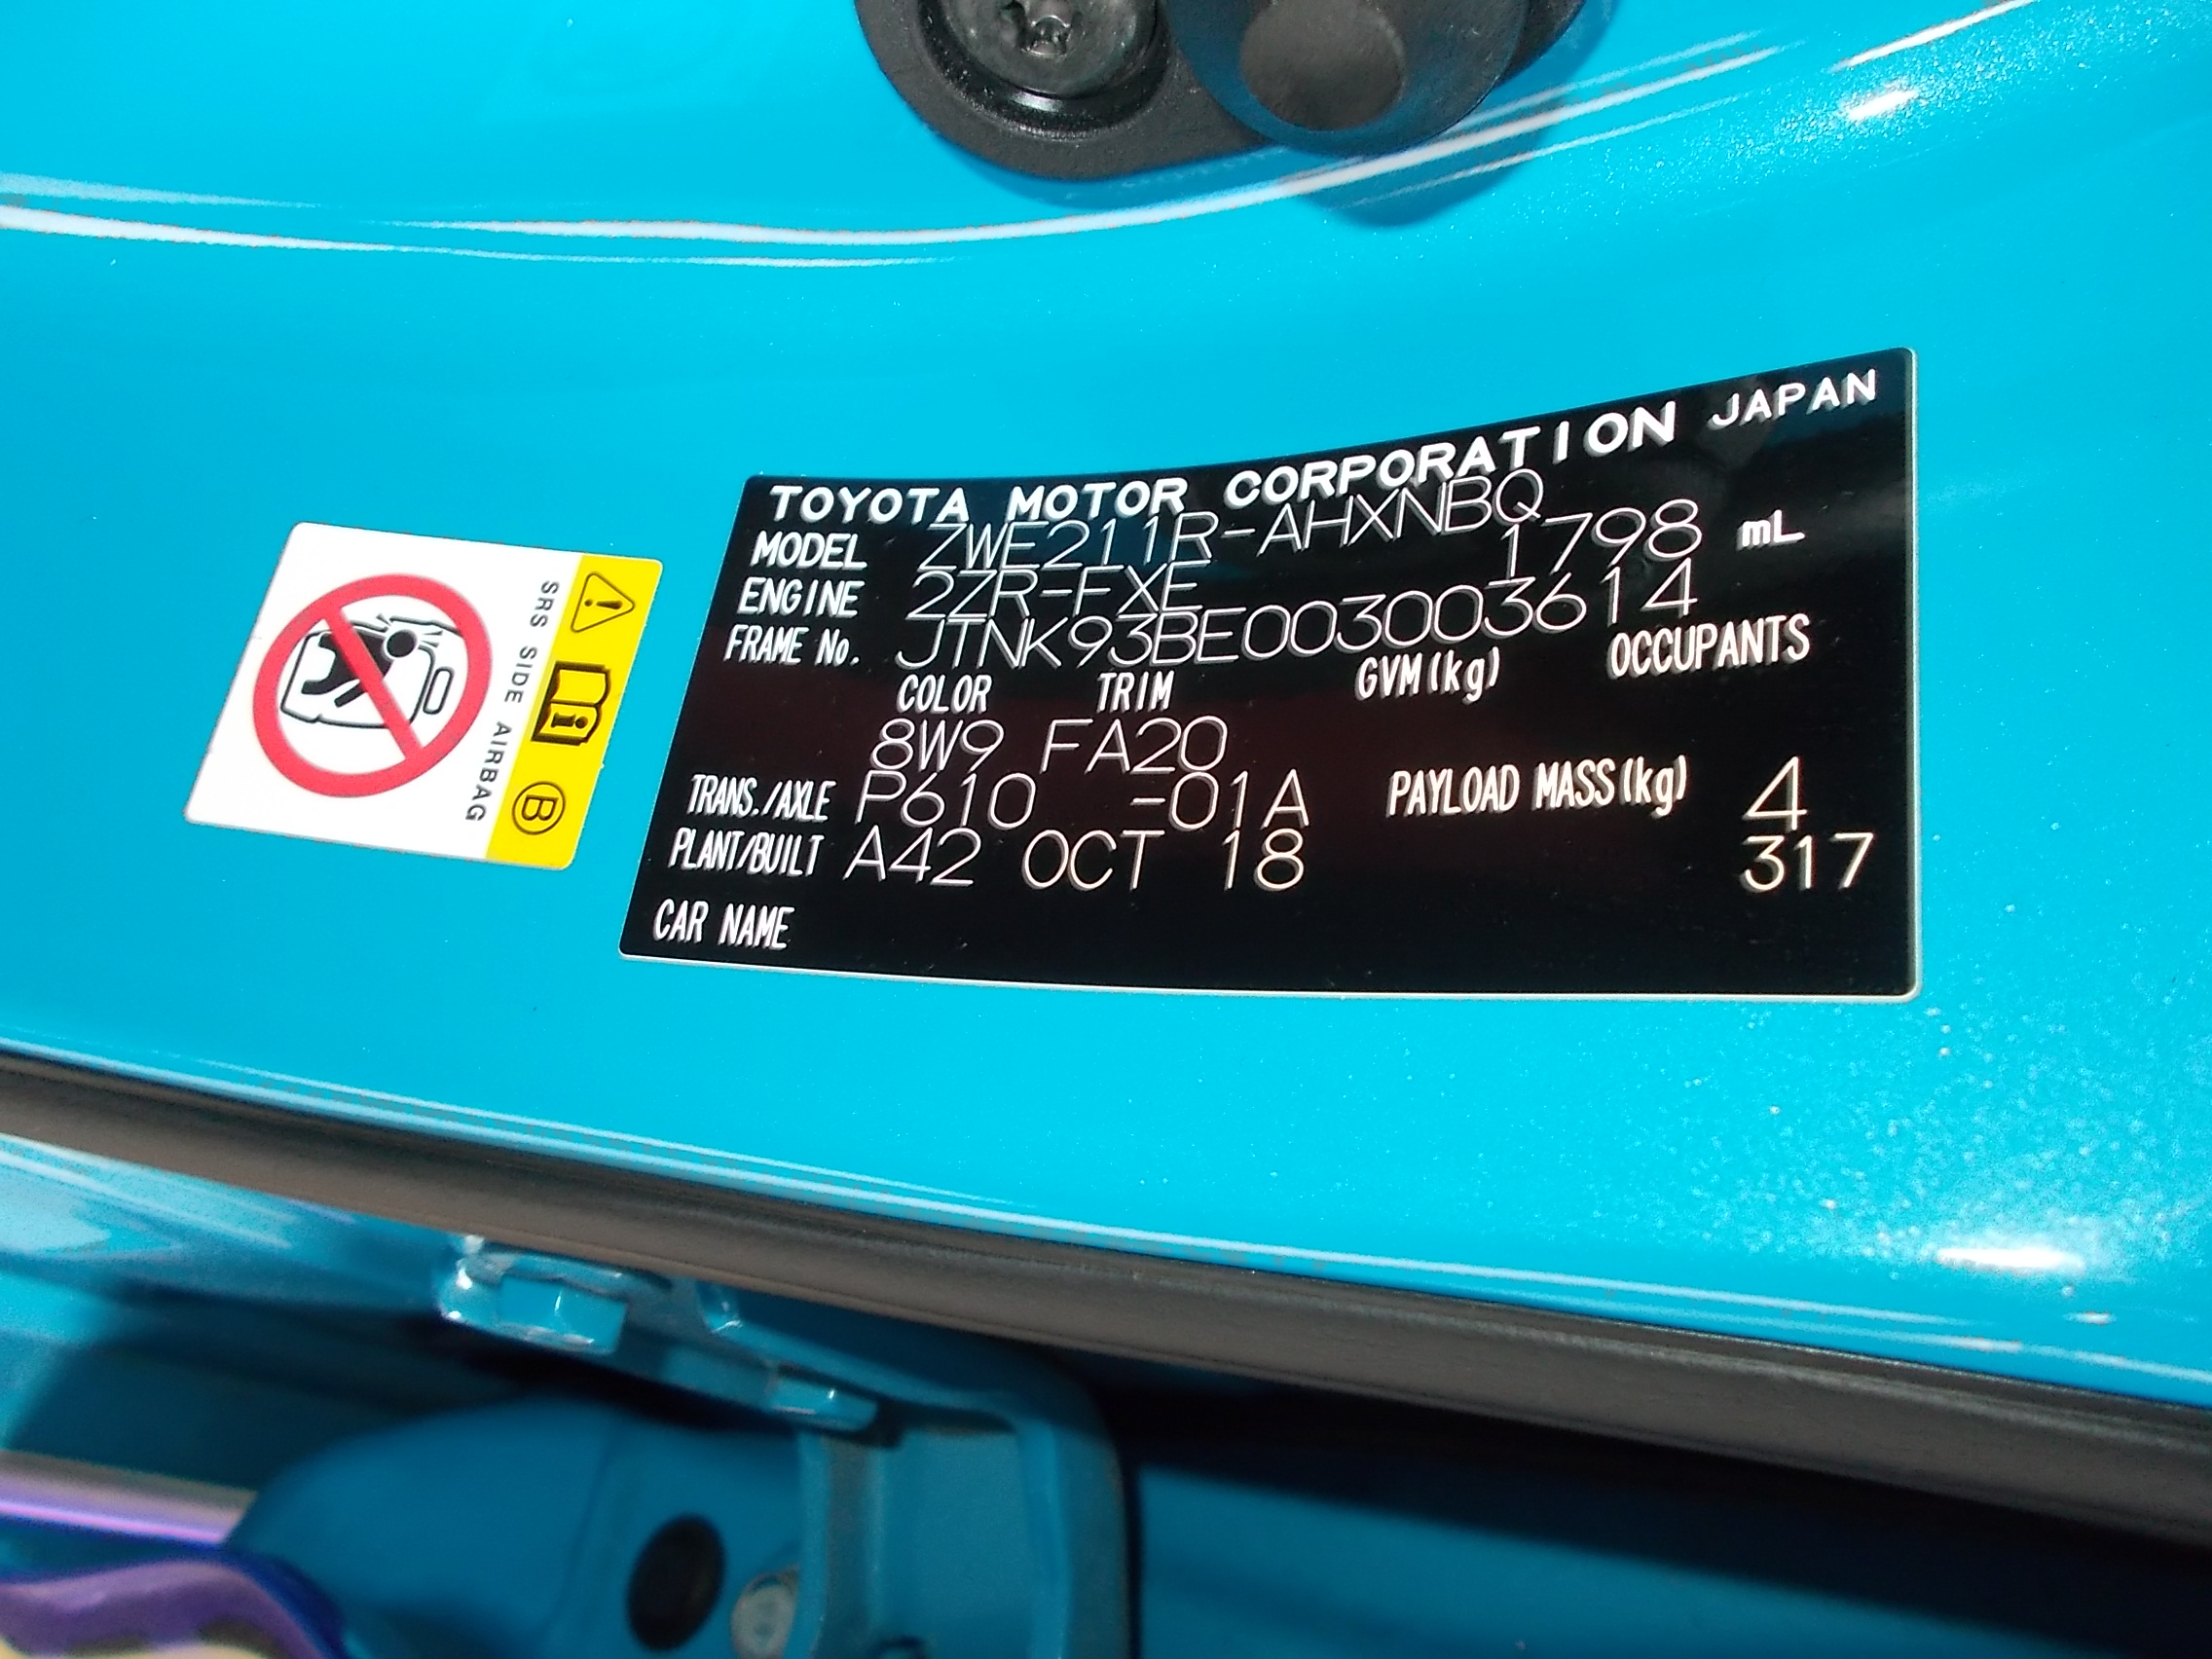 TOYOTA MOTOR CORPORATION JAPAN
MODEL ZWE211R-AHXNBQ
ENGINE 2ZR-FXE 1798 mL
FRAME No. JTNK93BE003003614
COLOR TRIM GVM(kg) OCCUPANTS
8W9 FA20
TRANS./AXLE P610 -01A PAYLOAD MASS(kg) 4
PLANT/BUILT A42 OCT 18 317
CAR NAME
SRS SIDE AIRBAG
B